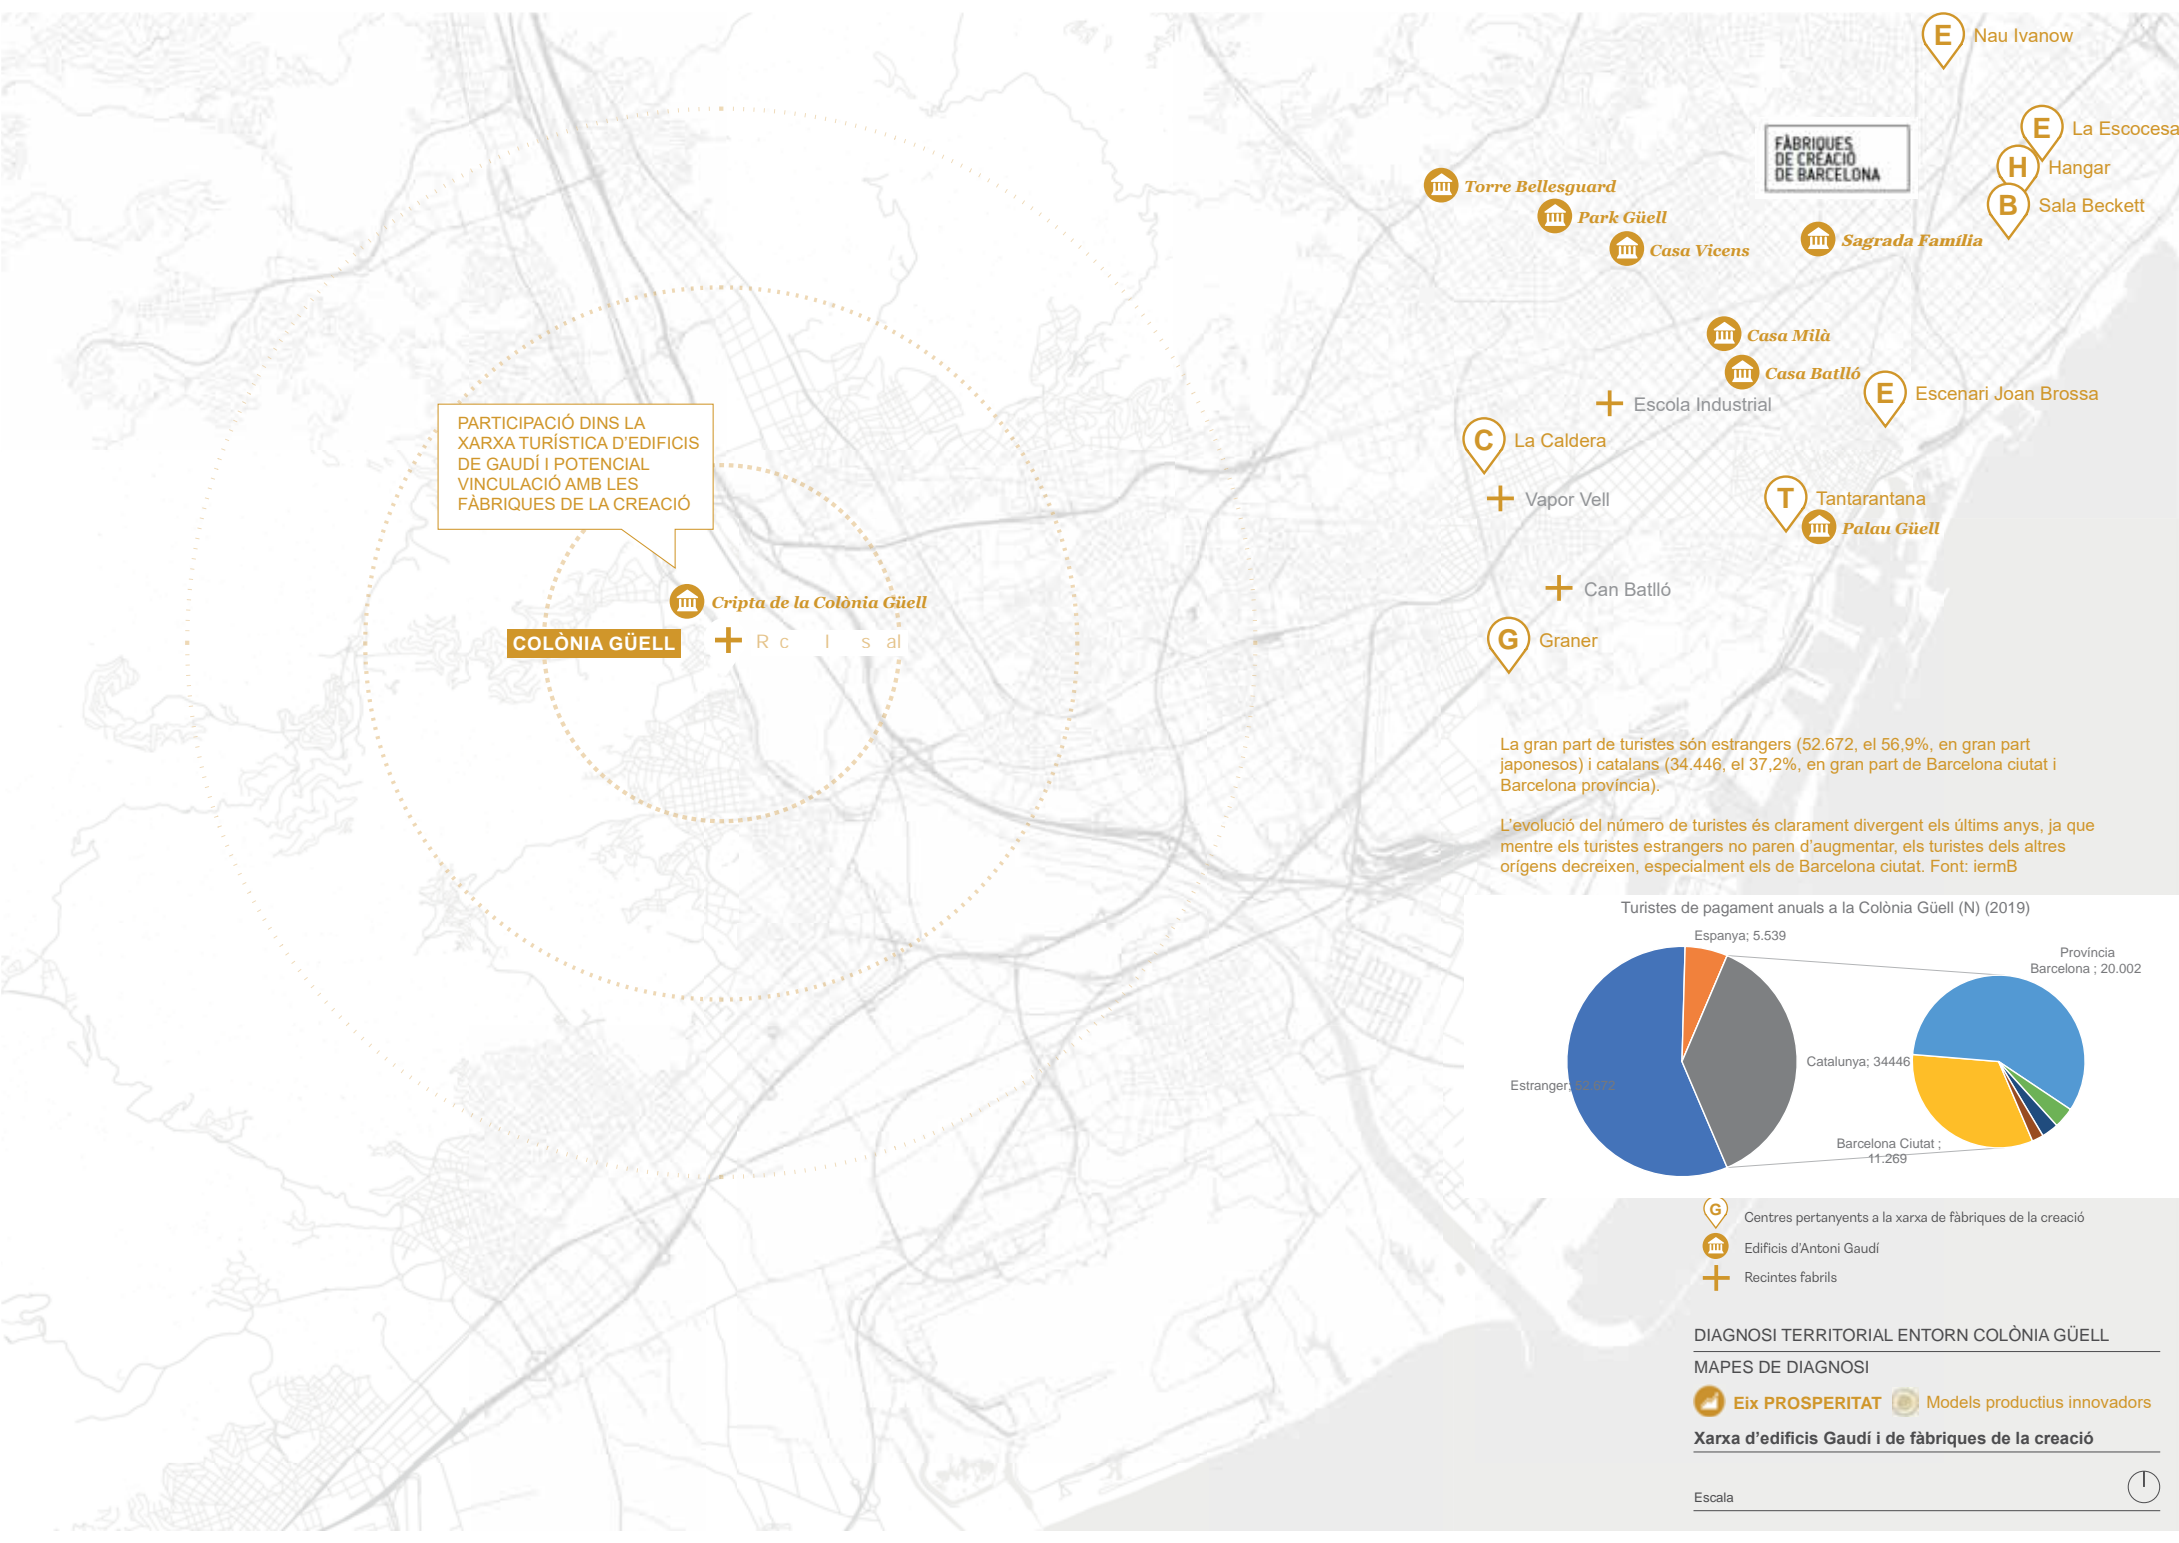 E Nau Ivanow
E La Escocesa
FÀBRIQUES
DE CREACIÓ
DE BARCELONA
H Hangar
Torre Bellesguard
B Sala Beckett
Park Güell
Casa Vicens
Sagrada Família
Casa Milà
Casa Batlló
E Escenari Joan Brossa
Escola Industrial
PARTICIPACIÓ DINS LA
XARXA TURÍSTICA D'EDIFICIS
DE GAUDÍ I POTENCIAL
VINCULACIÓ AMB LES
FÀBRIQUES DE LA CREACIÓ
C La Caldera
Vapor Vell
T Tantarantana
Palau Güell
Can Batlló
Cripta de la Colònia Güell
COLÒNIA GÜELL
G Graner
La gran part de turistes són estrangers (52.672, el 56,9%, en gran part
japonesos) i catalans (34.446, el 37,2%, en gran part de Barcelona ciutat i
Barcelona província).
L'evolució del número de turistes és clarament divergent els últims anys, ja que
mentre els turistes estrangers no paren d'augmentar, els turistes dels altres
orígens decreixen, especialment els de Barcelona ciutat. Font: iermB
Turistes de pagament anuals a la Colònia Güell (N) (2019)
Espanya; 5.539
Província
Barcelona ; 20.002
Catalunya; 34446
Estranger; 52.672
Barcelona Ciutat ;
11.269
G Centres pertanyents a la xarxa de fàbriques de la creació
Edificis d'Antoni Gaudí
Recintes fabrils
DIAGNOSI TERRITORIAL ENTORN COLÒNIA GÜELL
MAPES DE DIAGNOSI
Eix PROSPERITAT Models productius innovadors
Xarxa d'edificis Gaudí i de fàbriques de la creació
Escala